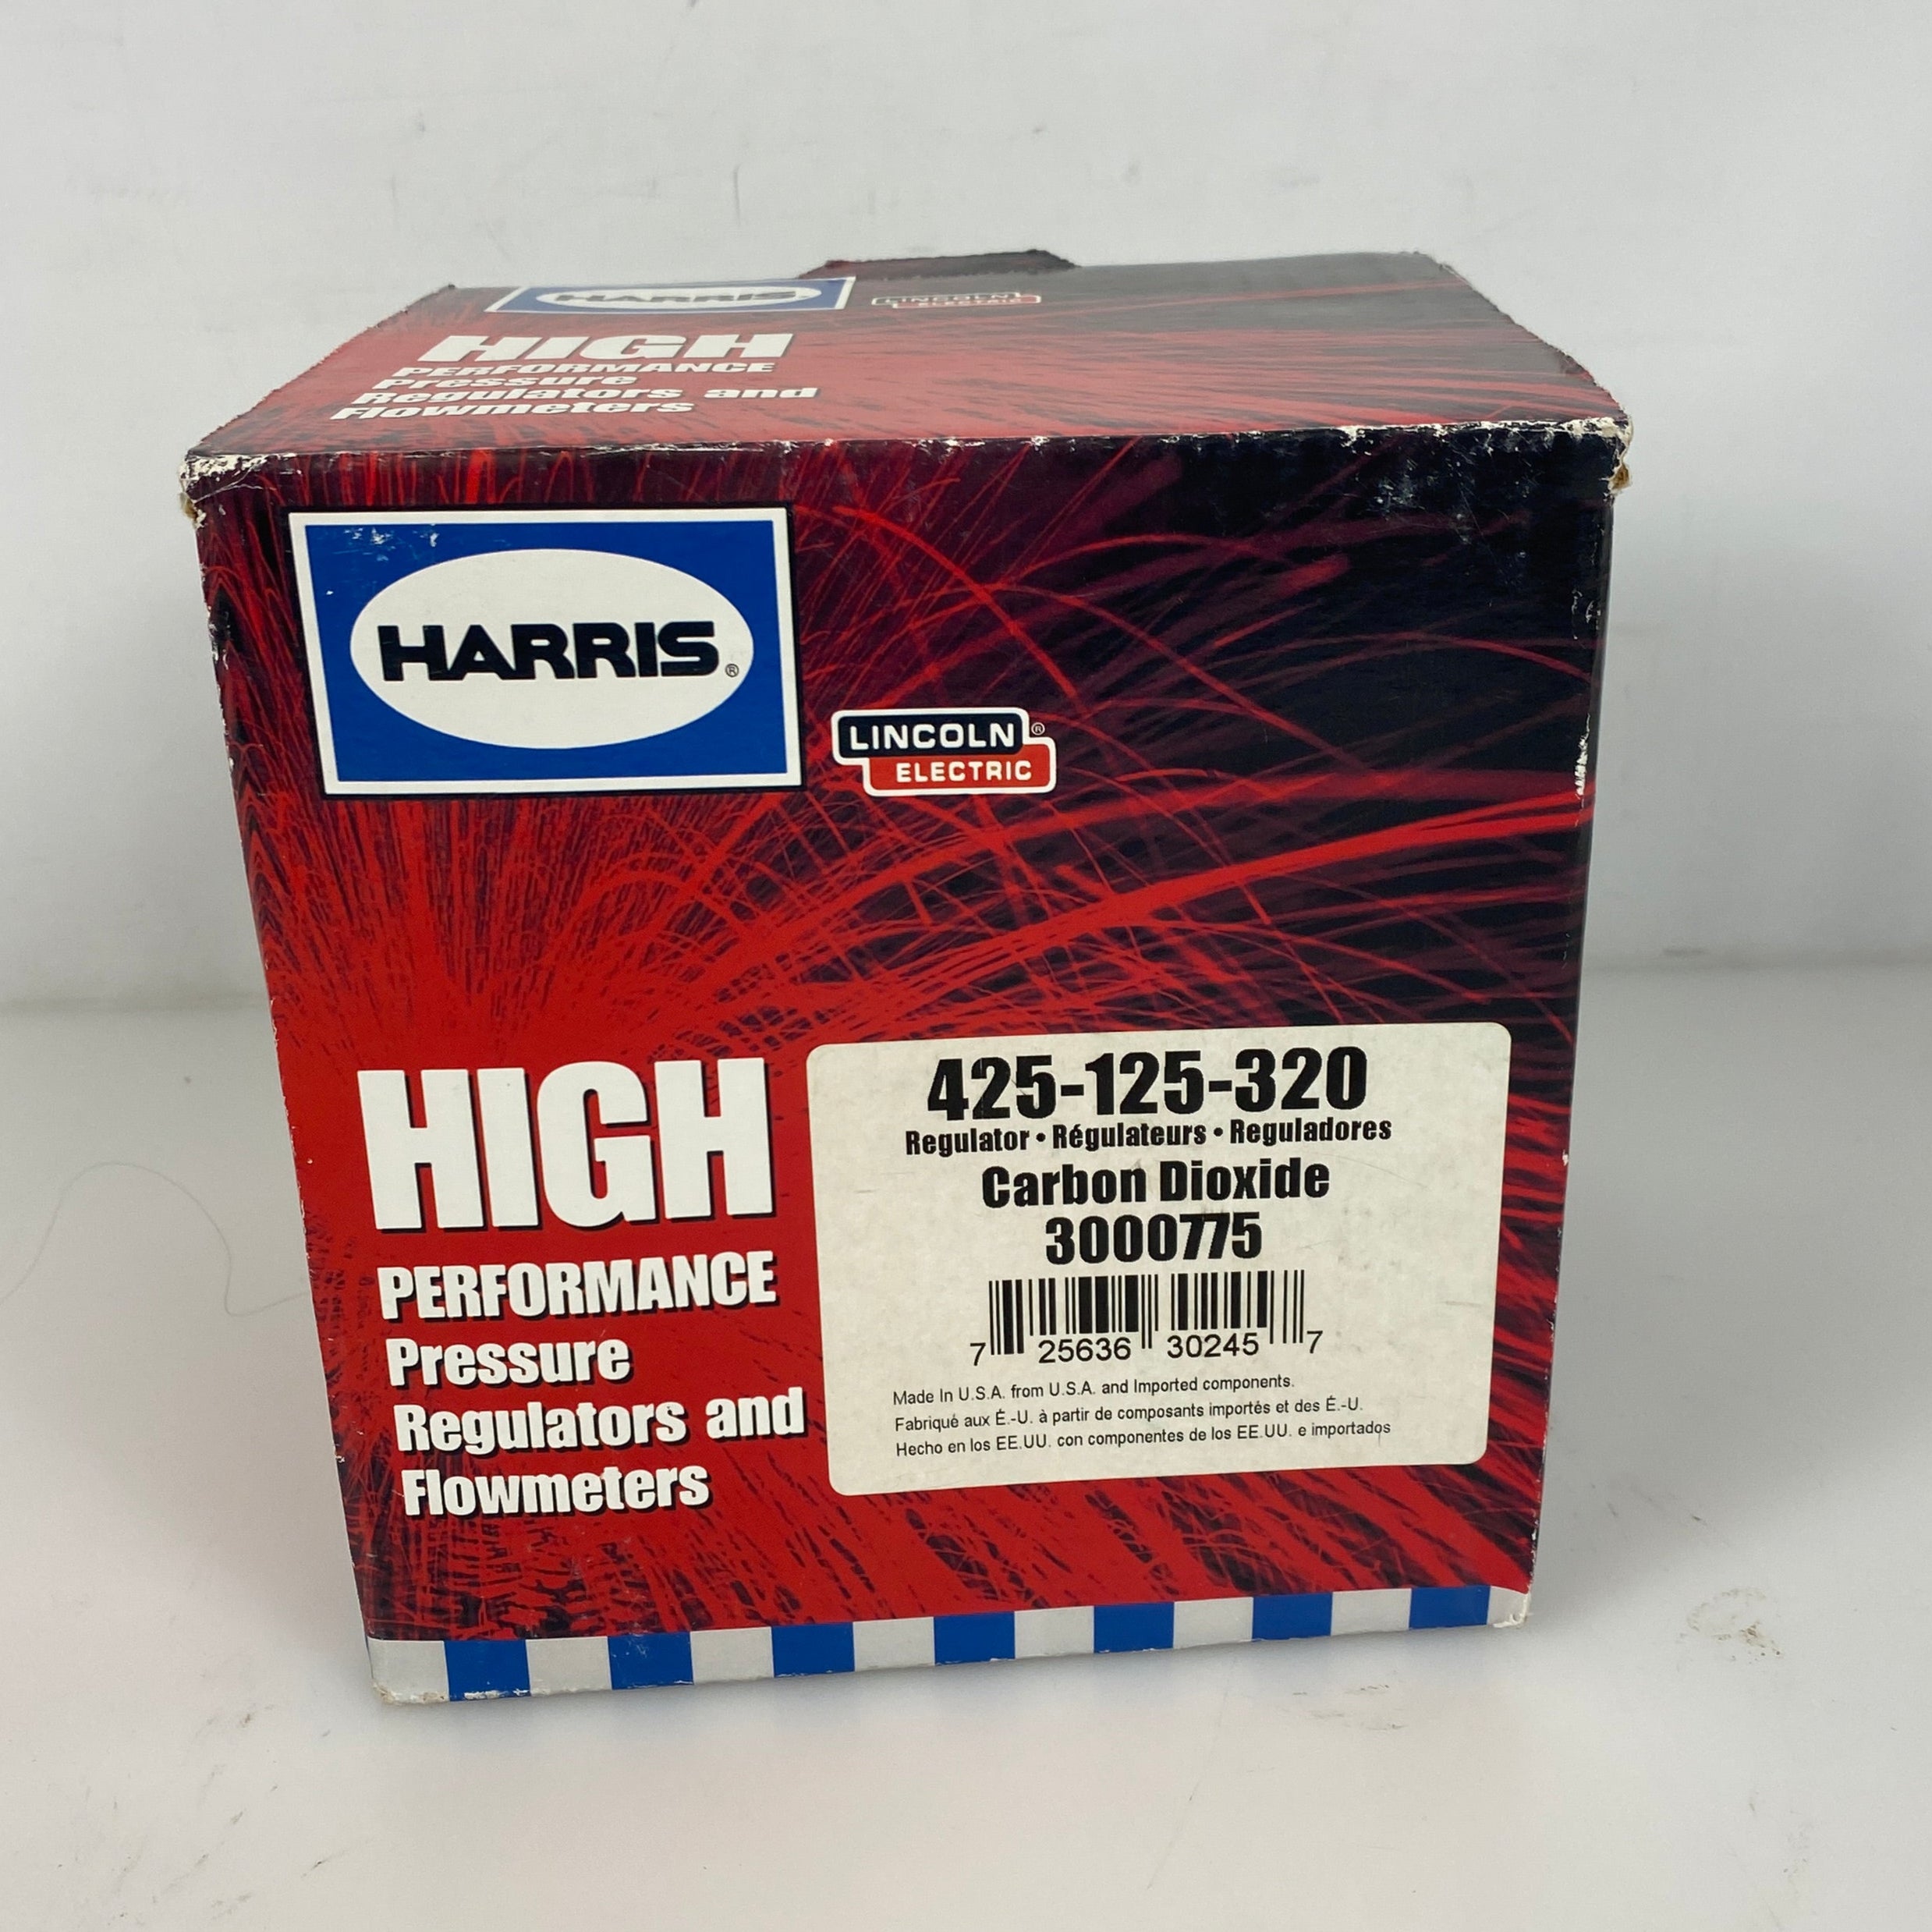 HARRIS
LINCOLN
ELECTRIC
HIGH
PERFORMANCE
Pressure
Regulators and
Flowmeters
HARRIS®
LINCOLN®
ELECTRIC
HIGH
PERFORMANCE
Pressure
Regulators and
Flowmeters
425-125-320
Regulator • Régulateurs • Reguladores
Carbon Dioxide
3000775
7 25636 30245 7
Made In U.S.A. from U.S.A. and Imported components.
Fabriqué aux É.-U. à partir de composants importés et des É.-U.
Hecho en los EE.UU. con componentes de los EE.UU. e importados